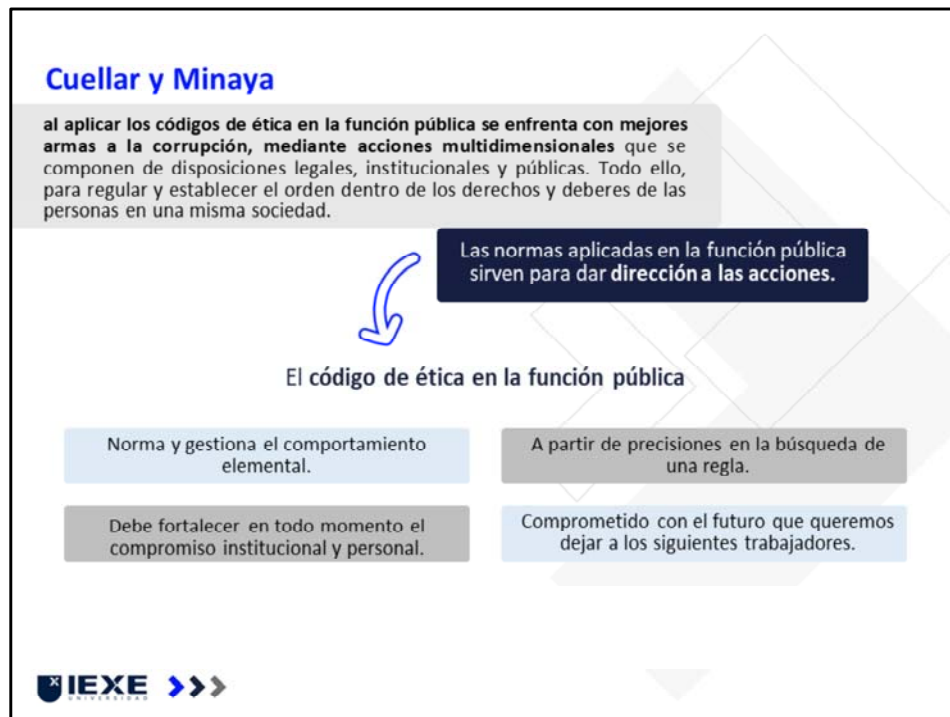 Cuellar y Minaya
al aplicar los códigos de ética en la función pública se enfrenta con mejores
armas a la corrupción, mediante acciones multidimensionales que se
componen de disposiciones legales, institucionales y públicas. Todo ello,
para regular y establecer el orden dentro de los derechos y deberes de las
personas en una misma sociedad.
Las normas aplicadas en la función pública
sirven para dar dirección a las acciones.
El código de ética en la función pública
Norma y gestiona el comportamiento
elemental.
A partir de precisiones en la búsqueda de
una regla.
Debe fortalecer en todo momento el
compromiso institucional y personal.
Comprometido con el futuro que queremos
dejar a los siguientes trabajadores.
IEXE
UNIVERSIDAD